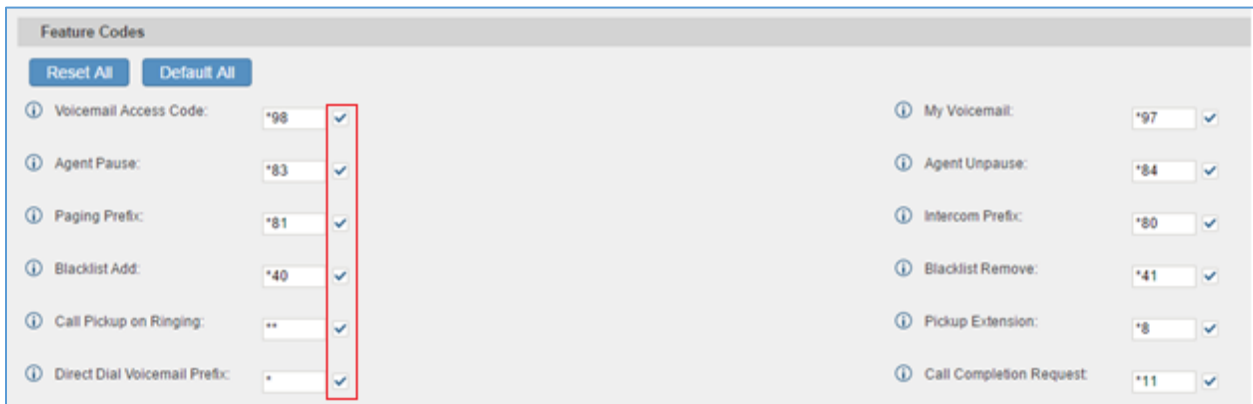 Feature Codes
Reset All Default All
Voicemail Access Code: *98 My Voicemail: *97
Agent Pause: *83 Agent Unpause: *84
Paging Prefix: *81 Intercom Prefix: *80
Blacklist Add: *40 Blacklist Remove: *41
Call Pickup on Ringing: ** Pickup Extension: *8
Direct Dial Voicemail Prefix: * Call Completion Request: *11